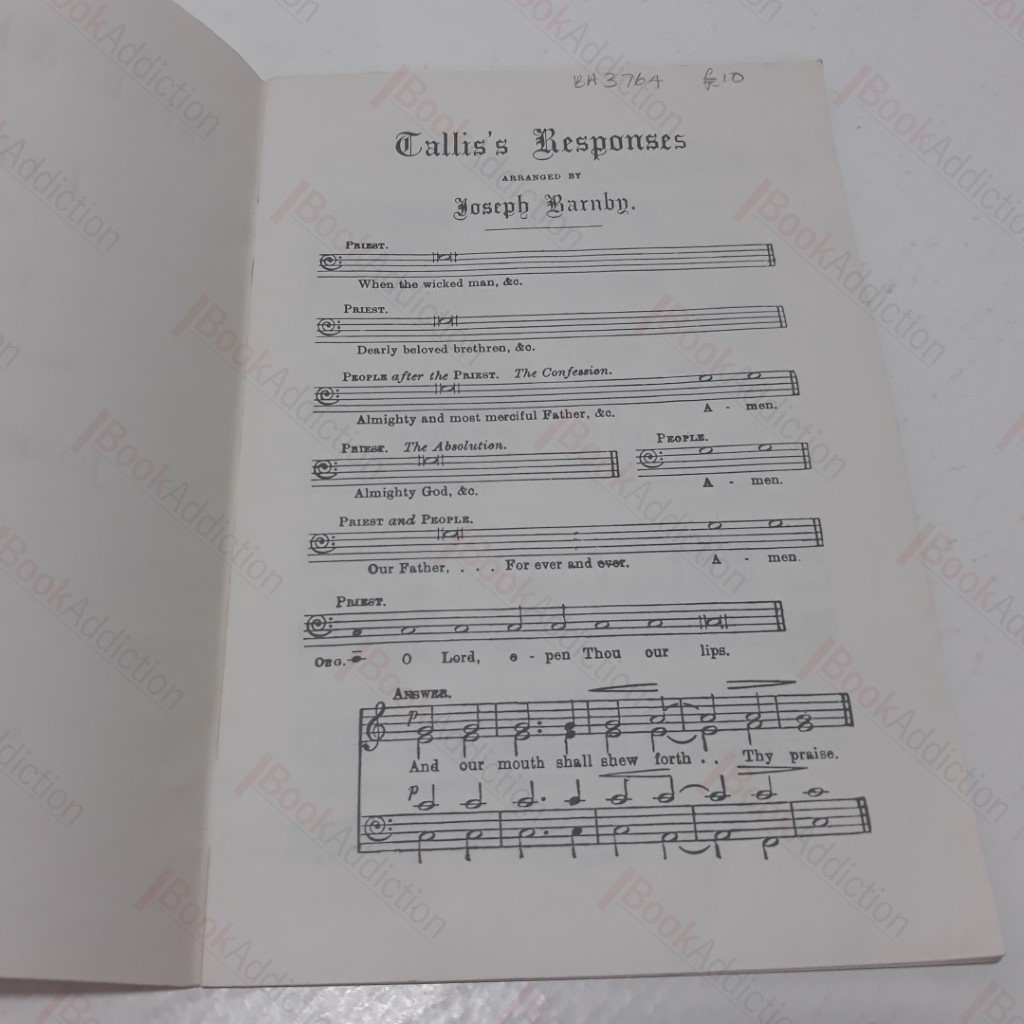 BA3764 £10
Tallis's Responses
ARRANGED BY
Joseph Barnby.
PRIEST.
When the wicked man, &c.
PRIEST.
Dearly beloved brethren, &c.
PEOPLE after the PRIEST. The Confession.
Almighty and most merciful Father, &c. A - men.
PRIEST. The Absolution. PEOPLE.
Almighty God, &c. A - men.
PRIEST and PEOPLE.
Our Father, . . . For ever and ever. A - men.
PRIEST.
ORG. O Lord, o - pen Thou our lips.
ANSWER.
p
And our mouth shall shew forth . . Thy praise.
p
BookAddiction